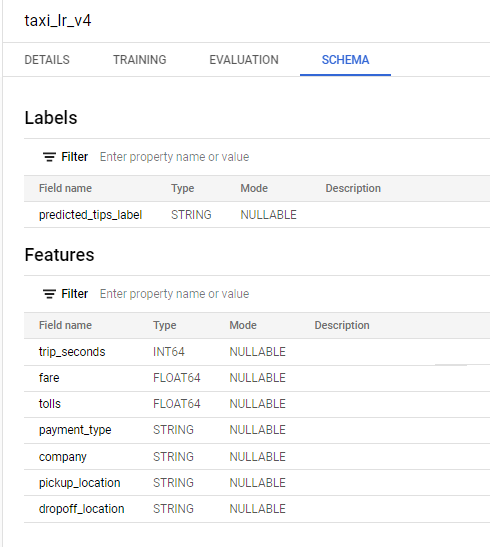 taxi_lr_v4
DETAILS TRAINING EVALUATION SCHEMA
Labels
Filter Enter property name or value
Field name Type Mode Description
predicted_tips_label STRING NULLABLE
Features
Filter Enter property name or value
Field name Type Mode Description
trip_seconds INT64 NULLABLE
fare FLOAT64 NULLABLE
tolls FLOAT64 NULLABLE
payment_type STRING NULLABLE
company STRING NULLABLE
pickup_location STRING NULLABLE
dropoff_location STRING NULLABLE